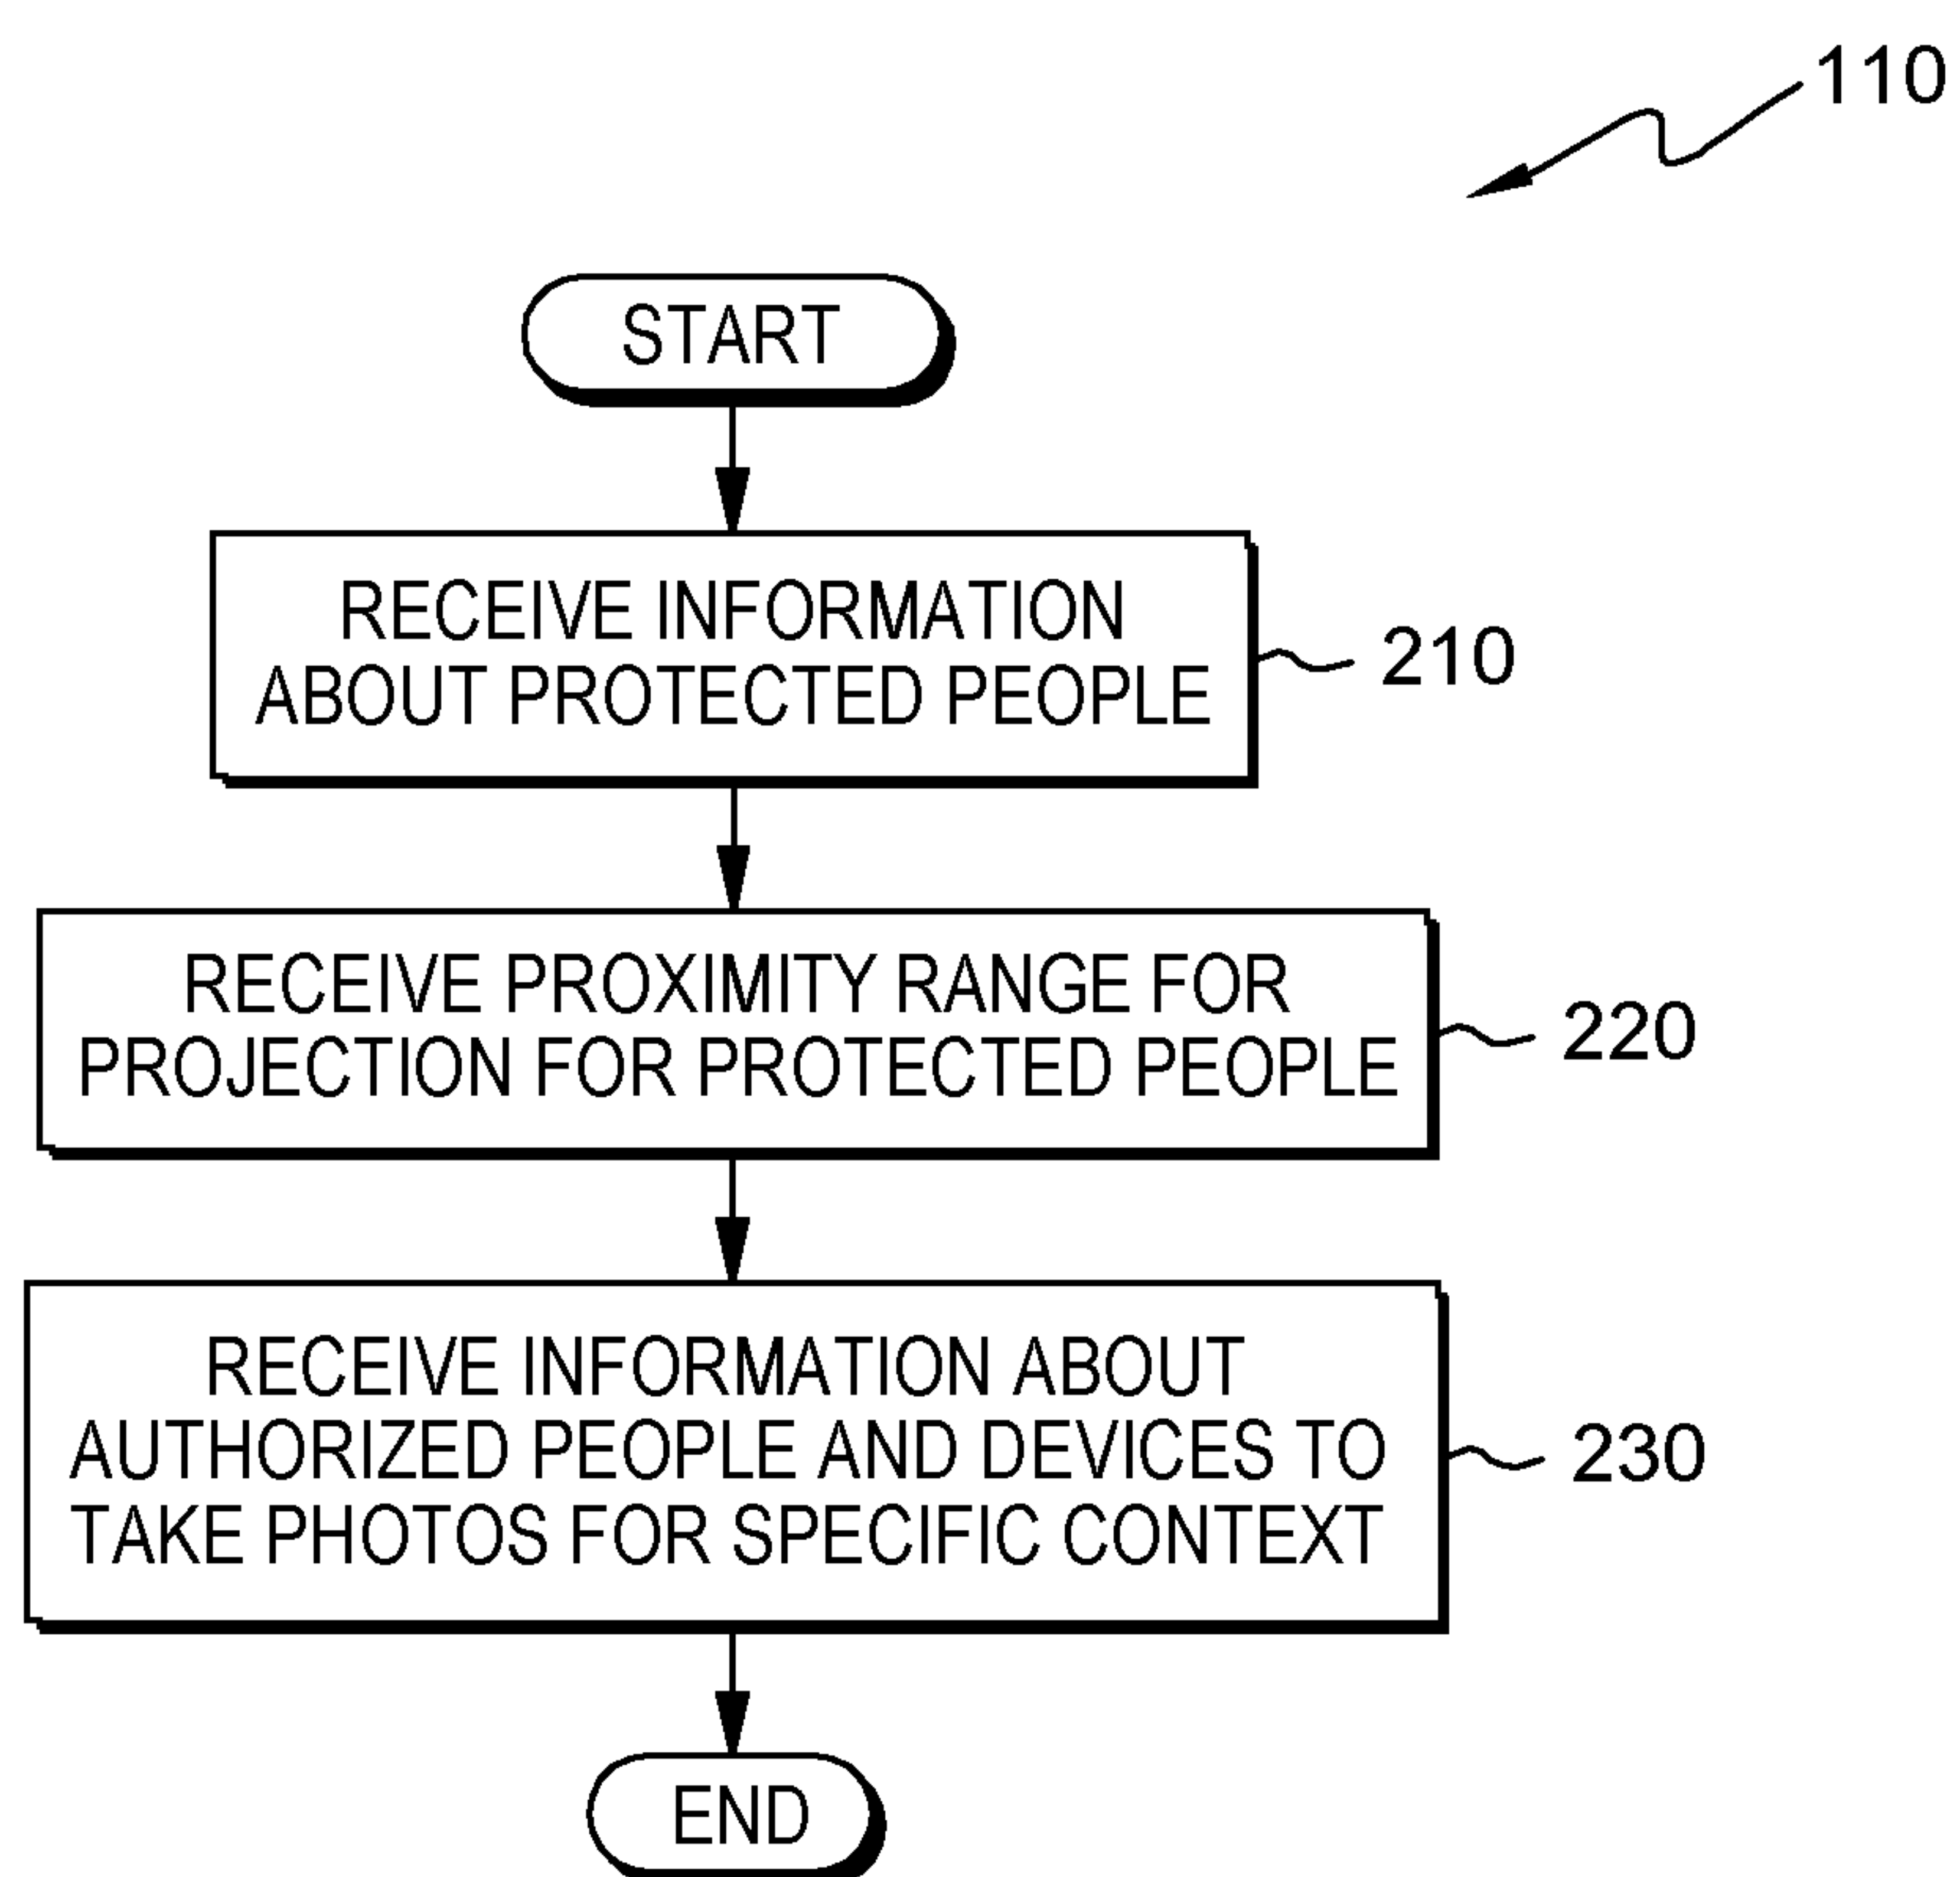 110
START
RECEIVE INFORMATION
ABOUT PROTECTED PEOPLE
210
RECEIVE PROXIMITY RANGE FOR
PROJECTION FOR PROTECTED PEOPLE
220
RECEIVE INFORMATION ABOUT
AUTHORIZED PEOPLE AND DEVICES TO
TAKE PHOTOS FOR SPECIFIC CONTEXT
230
END